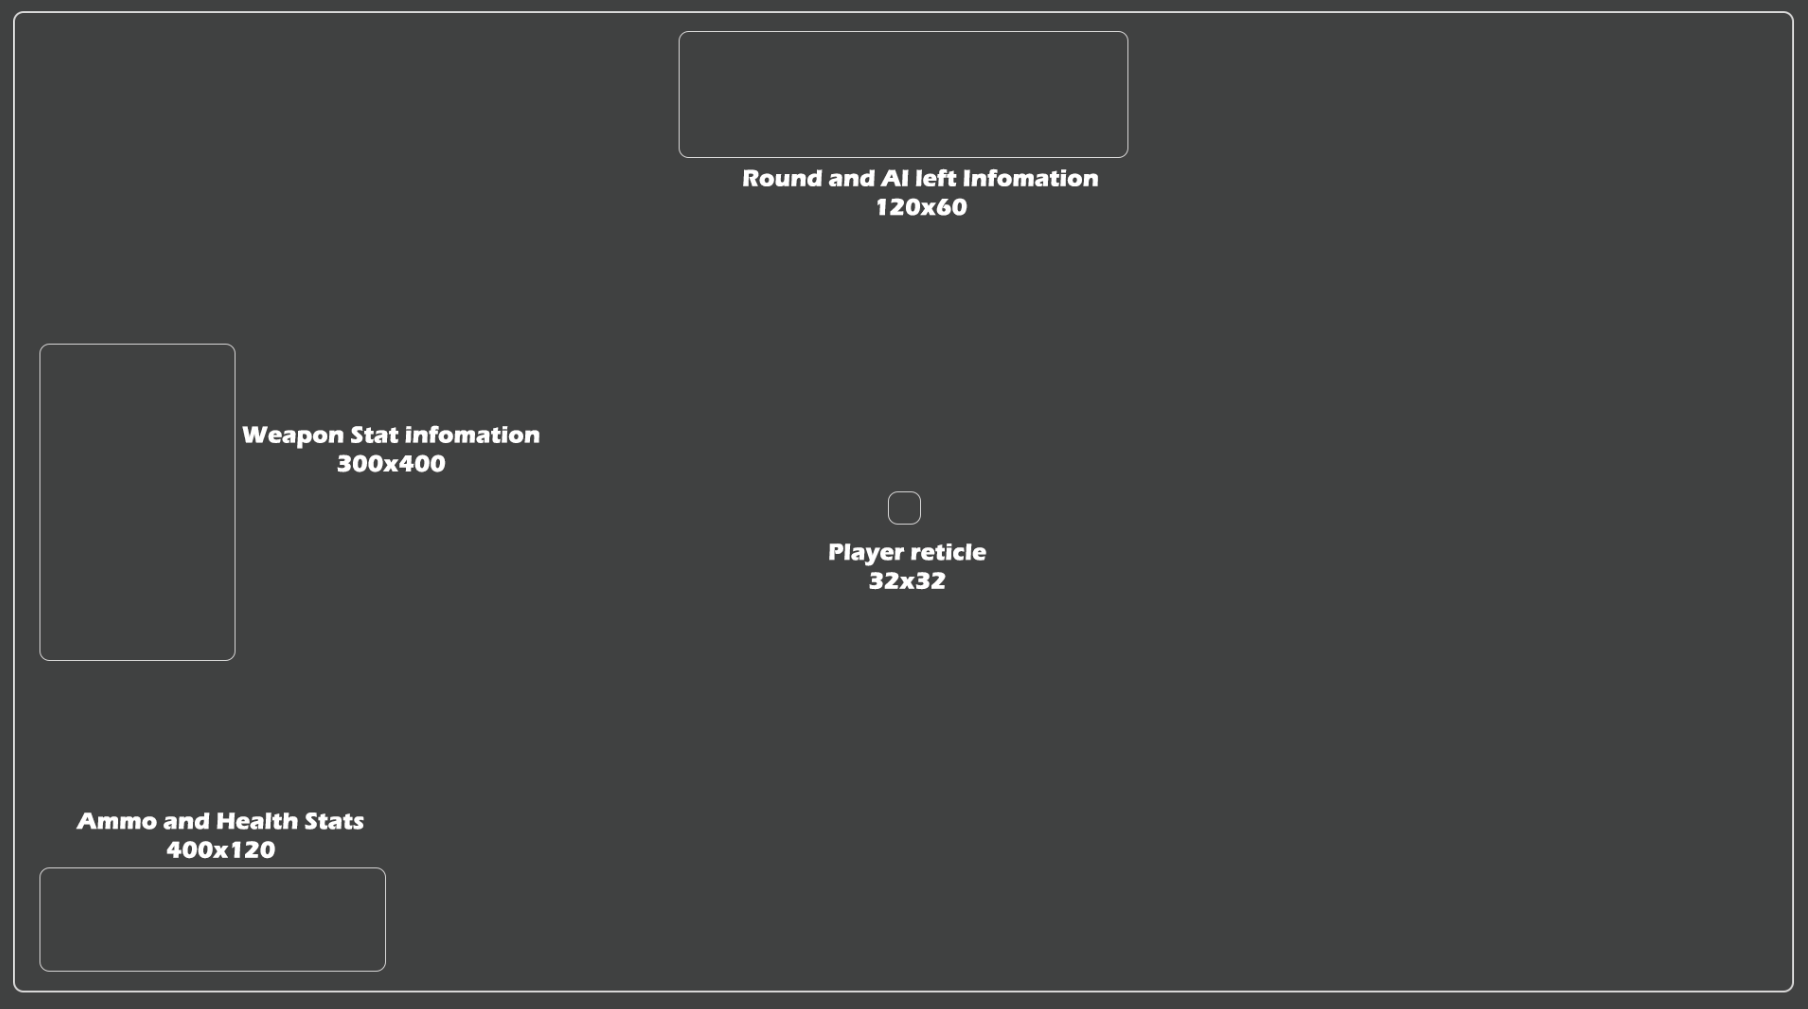 Round and AI left Infomation
120x60
Weapon Stat infomation
300x400
Player reticle
32x32
Ammo and Health Stats
400x120